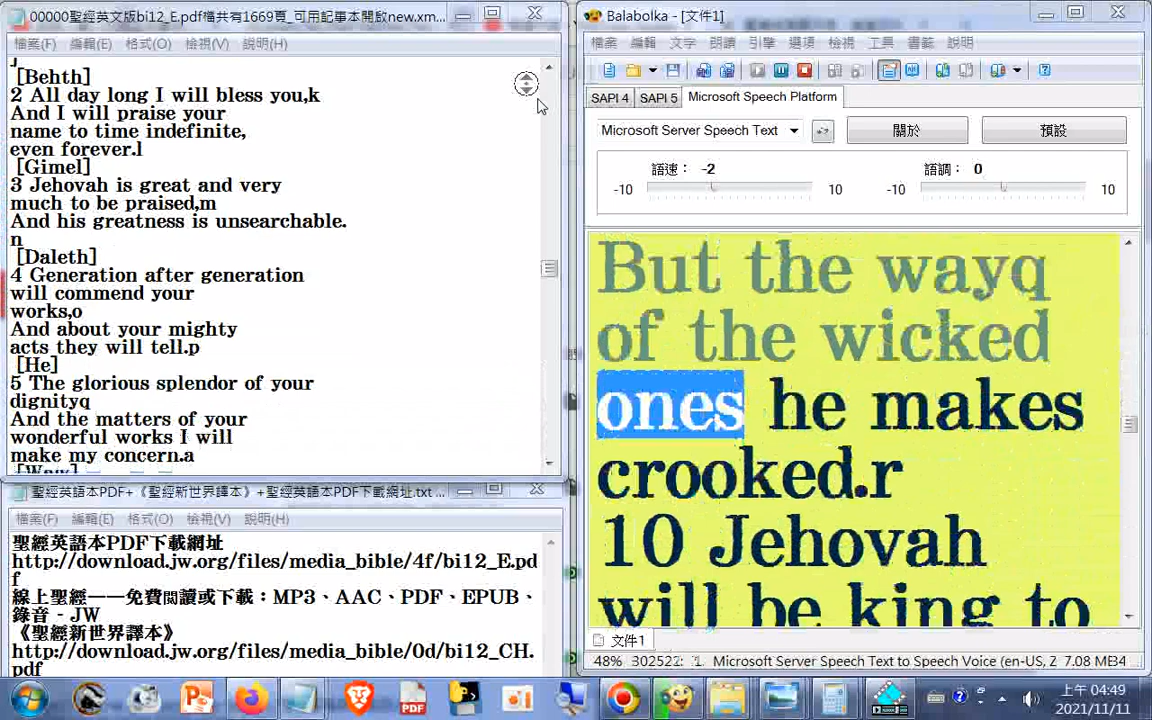 00000聖經英文版bi12_E.pdf檔共有1669頁_可用記事本開啟new.xm...
檔案(F) 編輯(E) 格式(O) 檢視(V) 說明(H)
[Behth]
2 All day long I will bless you,k
And I will praise your
name to time indefinite,
even forever.l
[Gimel]
3 Jehovah is great and very
much to be praised,m
And his greatness is unsearchable.
n
[Daleth]
4 Generation after generation
will commend your
works,o
And about your mighty
acts they will tell.p
[He]
5 The glorious splendor of your
dignityq
And the matters of your
wonderful works I will
make my concern.a
[Waw]
聖經英語本PDF+《聖經新世界譯本》+聖經英語本PDF下載網址.txt ...
檔案(F) 編輯(E) 格式(O) 檢視(V) 說明(H)
聖經英語本PDF下載網址
http://download.jw.org/files/media_bible/4f/bi12_E.pd
f
線上聖經——免費閱讀或下載：MP3、AAC、PDF、EPUB、
錄音 - JW
《聖經新世界譯本》
http://download.jw.org/files/media_bible/0d/bi12_CH.
pdf
Balabolka - [文件1]
檔案 編輯 文字 朗讀 引擎 選項 檢視 工具 書籤 說明
SAPI 4 SAPI 5 Microsoft Speech Platform
Microsoft Server Speech Text 關於 預設
語速： -2 語調： 0
-10 10 -10 10
But the wayq
of the wicked
ones he makes
crooked.r
10 Jehovah
will be king to
文件1
48% 302522: 1. Microsoft Server Speech Text to Speech Voice (en-US, Z 7.08 MB34
上午 04:49
2021/11/11